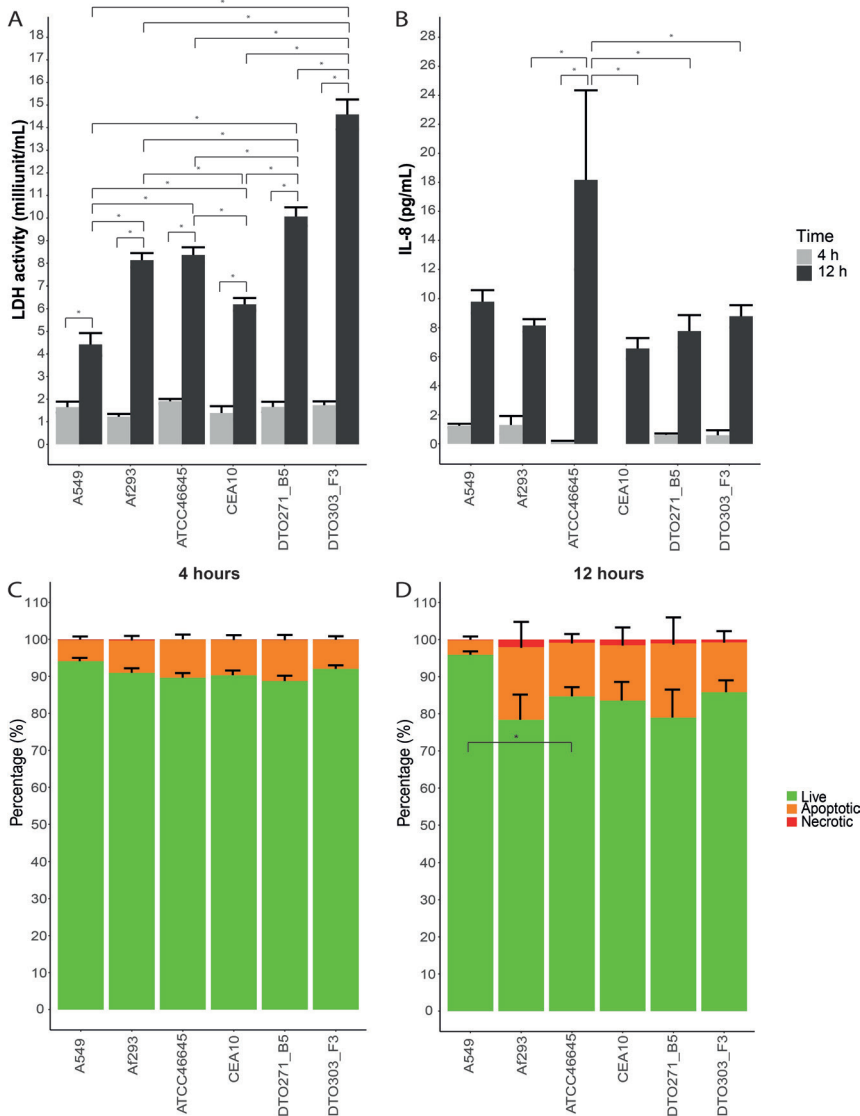 A
LDH activity (milliunit/mL)
18
17
16
15
14
13
12
11
10
9
8
7
6
5
4
3
2
1
0
* * * * * * * * * * * * * * * * * * * *
A549
Af293
ATCC46645
CEA10
DTO271_B5
DTO303_F3
B
IL-8 (pg/mL)
28
26
24
22
20
18
16
14
12
10
8
6
4
2
0
* * * * *
A549
Af293
ATCC46645
CEA10
DTO271_B5
DTO303_F3
Time
4 h
12 h
C
4 hours
Percentage (%)
110
100
90
80
70
60
50
40
30
20
10
0
A549
Af293
ATCC46645
CEA10
DTO271_B5
DTO303_F3
D
12 hours
Percentage (%)
110
100
90
80
70
60
50
40
30
20
10
0
*
A549
Af293
ATCC46645
CEA10
DTO271_B5
DTO303_F3
Live
Apoptotic
Necrotic